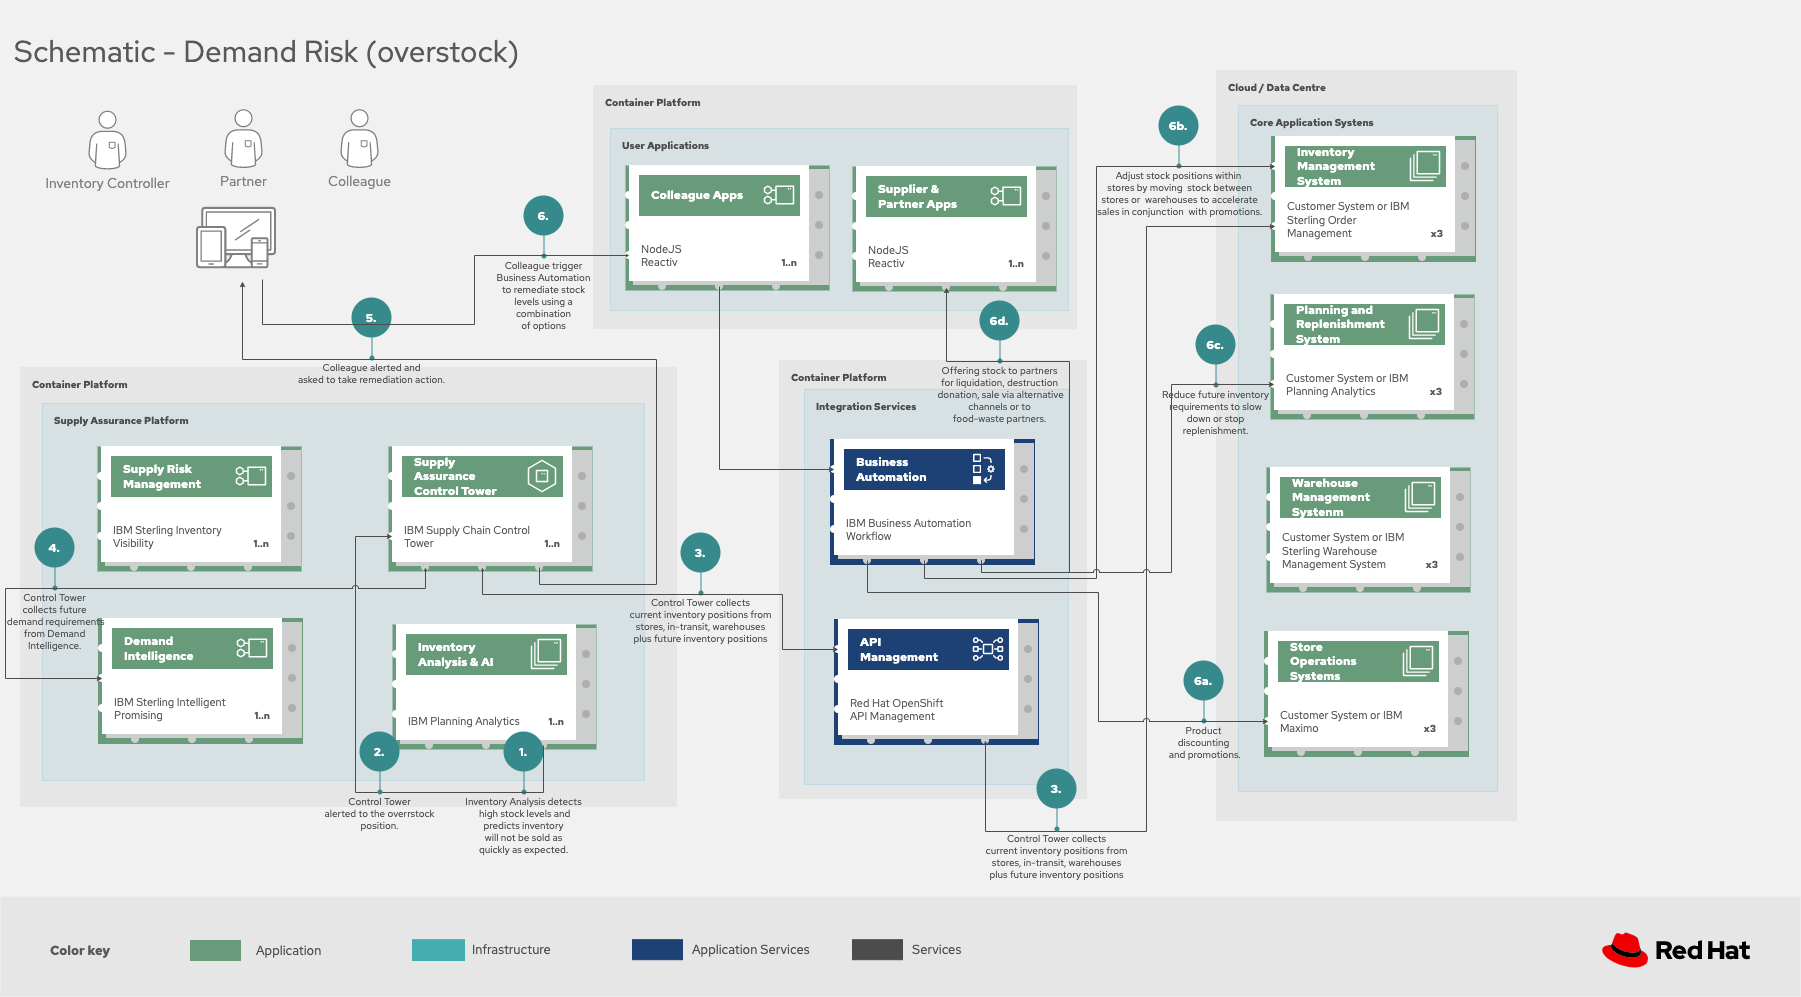 Schematic - Demand Risk (overstock)
Inventory Controller
Partner
Colleague
Container Platform
User Applications
Colleague Apps
NodeJS
Reactiv
1..n
Supplier &
Partner Apps
NodeJS
Reactiv
1..n
6.
Colleague trigger
Business Automation
to remediate stock
levels using a
combination
of options
5.
Colleague alerted and
asked to take remediation action.
6d.
Offering stock to partners
for liquidation, destruction
donation, sale via alternative
channels or to
food-waste partners.
6b.
Adjust stock positions within
stores by moving stock between
stores or warehouses to accelerate
sales in conjunction with promotions.
6c.
Reduce future inventory
requirements to slow
down or stop
replenishment.
Cloud / Data Centre
Core Application Systens
Inventory
Management
System
Customer System or IBM
Sterling Order
Management
x3
Planning and
Replenishment
System
Customer System or IBM
Planning Analytics
x3
Warehouse
Management
Systenm
Customer System or IBM
Sterling Warehouse
Management System
x3
Store
Operations
Systems
Customer System or IBM
Maximo
x3
Container Platform
Supply Assurance Platform
Supply Risk
Management
IBM Sterling Inventory
Visibility
1..n
Supply
Assurance
Control Tower
IBM Supply Chain Control
Tower
1..n
4.
Control Tower
collects future
demand requirements
from Demand
Intelligence.
Demand
Intelligence
IBM Sterling Intelligent
Promising
1..n
Inventory
Analysis & AI
IBM Planning Analytics
1..n
2.
Control Tower
alerted to the overrstock
position.
1.
Inventory Analysis detects
high stock levels and
predicts inventory
will not be sold as
quickly as expected.
3.
Control Tower collects
current inventory positions from
stores, in-transit, warehouses
plus future inventory positions
Container Platform
Integration Services
Business
Automation
IBM Business Automation
Workflow
API
Management
Red Hat OpenShift
API Management
3.
Control Tower collects
current inventory positions from
stores, in-transit, warehouses
plus future inventory positions
6a.
Product
discounting
and promotions.
Color key
Application
Infrastructure
Application Services
Services
Red Hat